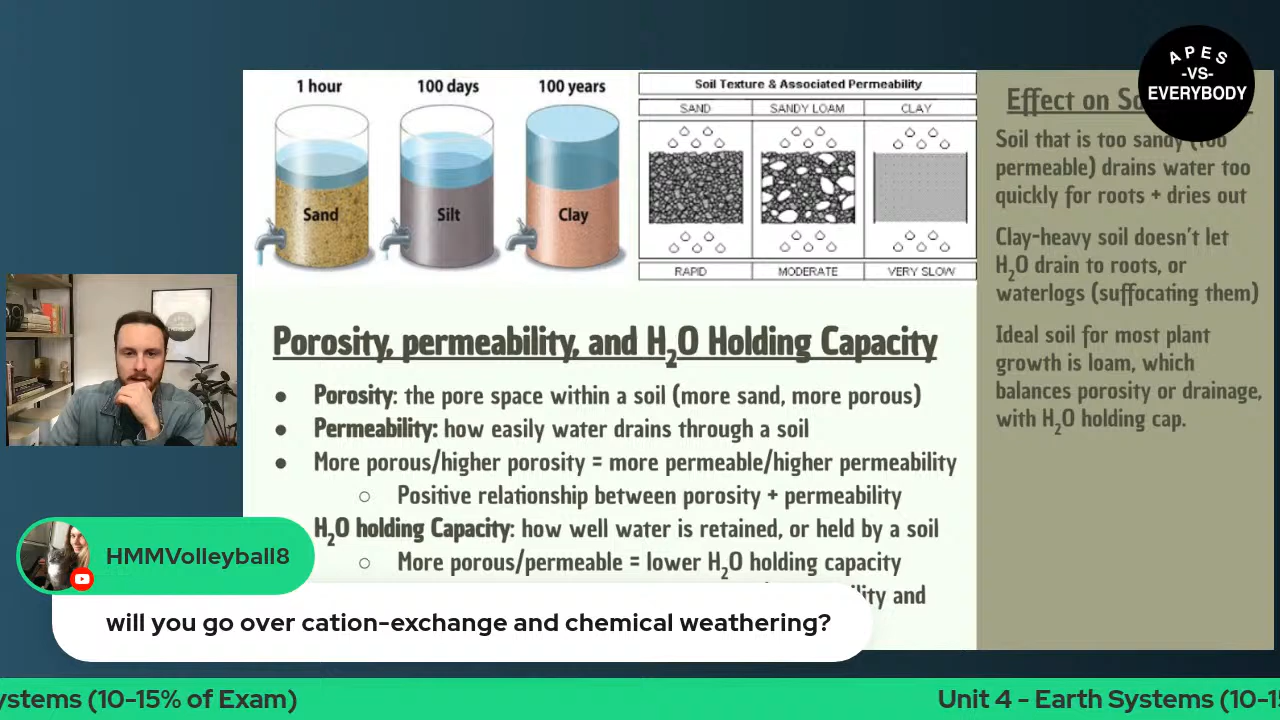 1 hour
100 days
100 years
Sand
Silt
Clay
Soil Texture & Associated Permeability
SAND
SANDY LOAM
CLAY
RAPID
MODERATE
VERY SLOW
Porosity, permeability, and H₂O Holding Capacity
● Porosity: the pore space within a soil (more sand, more porous)
● Permeability: how easily water drains through a soil
● More porous/higher porosity = more permeable/higher permeability
○ Positive relationship between porosity + permeability
H₂O holding Capacity: how well water is retained, or held by a soil
○ More porous/permeable = lower H₂O holding capacity
and
Effect on
Soil that is too sandy (too
permeable) drains water too
quickly for roots + dries out
Clay-heavy soil doesn't let
H₂O drain to roots, or
waterlogs (suffocating them)
Ideal soil for most plant
growth is loam, which
balances porosity or drainage,
with H₂O holding cap.
APES
-VS-
EVERYBODY
HMMVolleyball8
will you go over cation-exchange and chemical weathering?
ystems (10-15% of Exam)
Unit 4 - Earth Systems (10-15